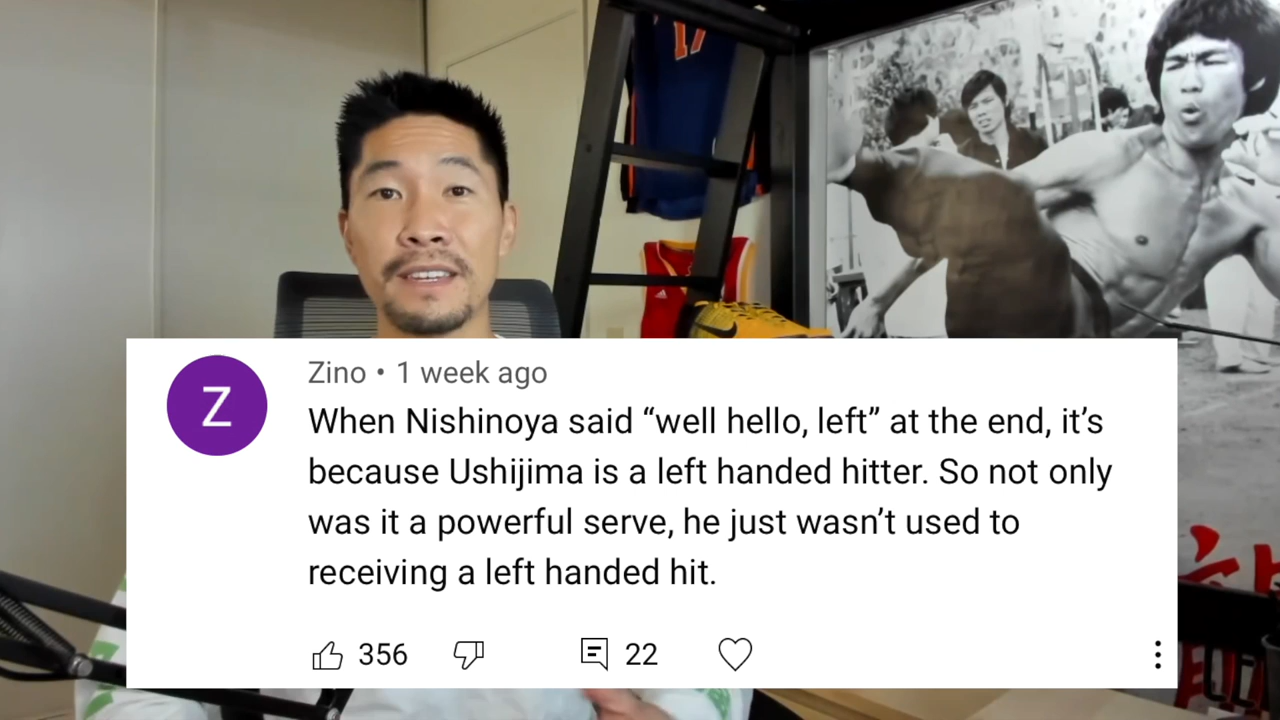 17
Z
Zino • 1 week ago
When Nishinoya said “well hello, left” at the end, it’s
because Ushijima is a left handed hitter. So not only
was it a powerful serve, he just wasn’t used to
receiving a left handed hit.
356
22